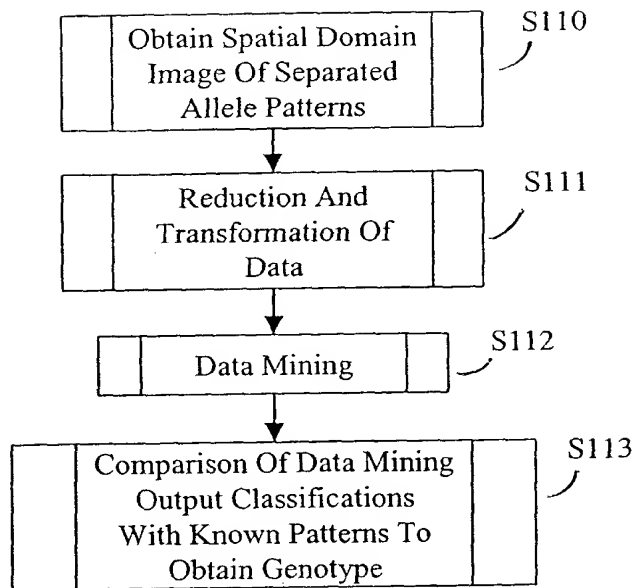 Obtain Spatial Domain
Image Of Separated
Allele Patterns
S110
Reduction And
Transformation Of
Data
S111
Data Mining
S112
Comparison Of Data Mining
Output Classifications
With Known Patterns To
Obtain Genotype
S113